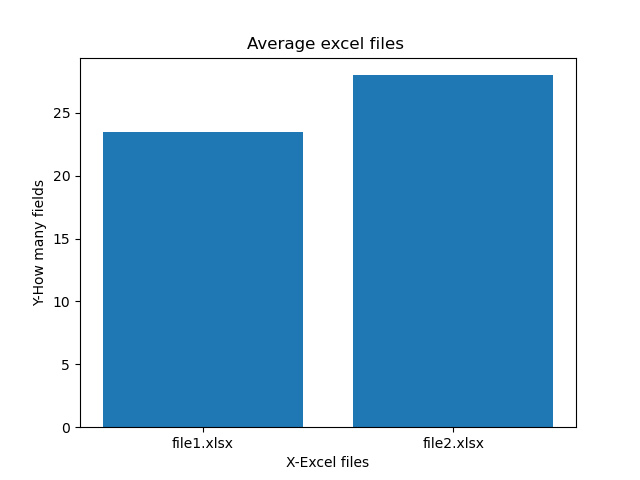 Average excel files
Y-How many fields
25
20
15
10
5
0
file1.xlsx
file2.xlsx
X-Excel files